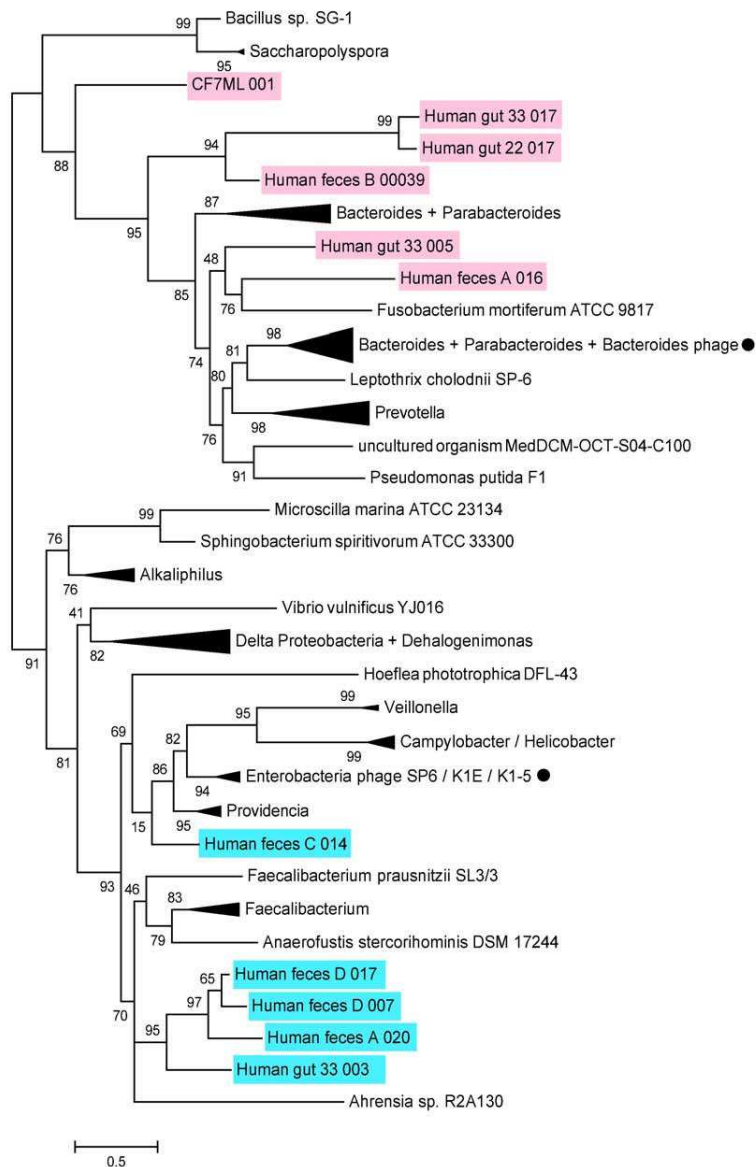 99
Bacillus sp. SG-1
Saccharopolyspora
95
CF7ML 001
88
99
Human gut 33 017
94
Human gut 22 017
Human feces B 00039
95
87
Bacteroides + Parabacteroides
Human gut 33 005
48
Human feces A 016
85
76
Fusobacterium mortiferum ATCC 9817
98
Bacteroides + Parabacteroides + Bacteroides phage
74
81
80
Leptothrix cholodnii SP-6
Prevotella
98
76
uncultured organism MedDCM-OCT-S04-C100
91
Pseudomonas putida F1
99
Microscilla marina ATCC 23134
76
Sphingobacterium spiritivorum ATCC 33300
Alkaliphilus
76
41
Vibrio vulnificus YJ016
Delta Proteobacteria + Dehalogenimonas
82
91
Hoeflea phototrophica DFL-43
99
Veillonella
95
69
82
Campylobacter / Helicobacter
99
81
86
Enterobacteria phage SP6 / K1E / K1-5
94
Providencia
95
15
Human feces C 014
93
Faecalibacterium prausnitzii SL3/3
46
83
Faecalibacterium
79
Anaerofustis stercorihominis DSM 17244
65
Human feces D 017
97
Human feces D 007
70
95
Human feces A 020
Human gut 33 003
Ahrensia sp. R2A130
0.5